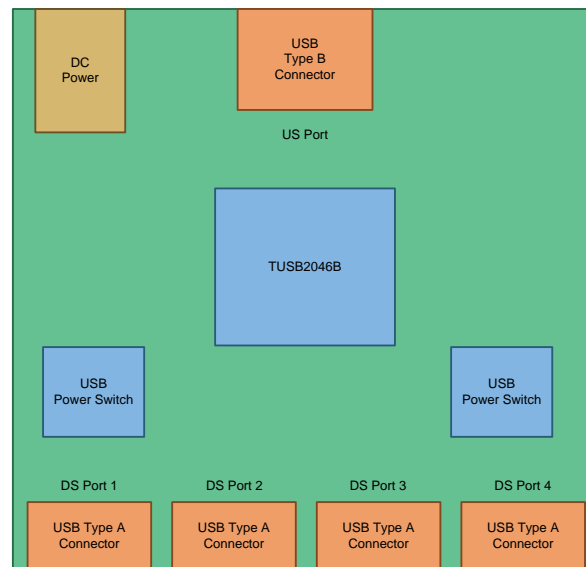 DC
Power
USB
Type B
Connector
US Port
TUSB2046B
USB
Power Switch
USB
Power Switch
DS Port 1
DS Port 2
DS Port 3
DS Port 4
USB Type A
Connector
USB Type A
Connector
USB Type A
Connector
USB Type A
Connector